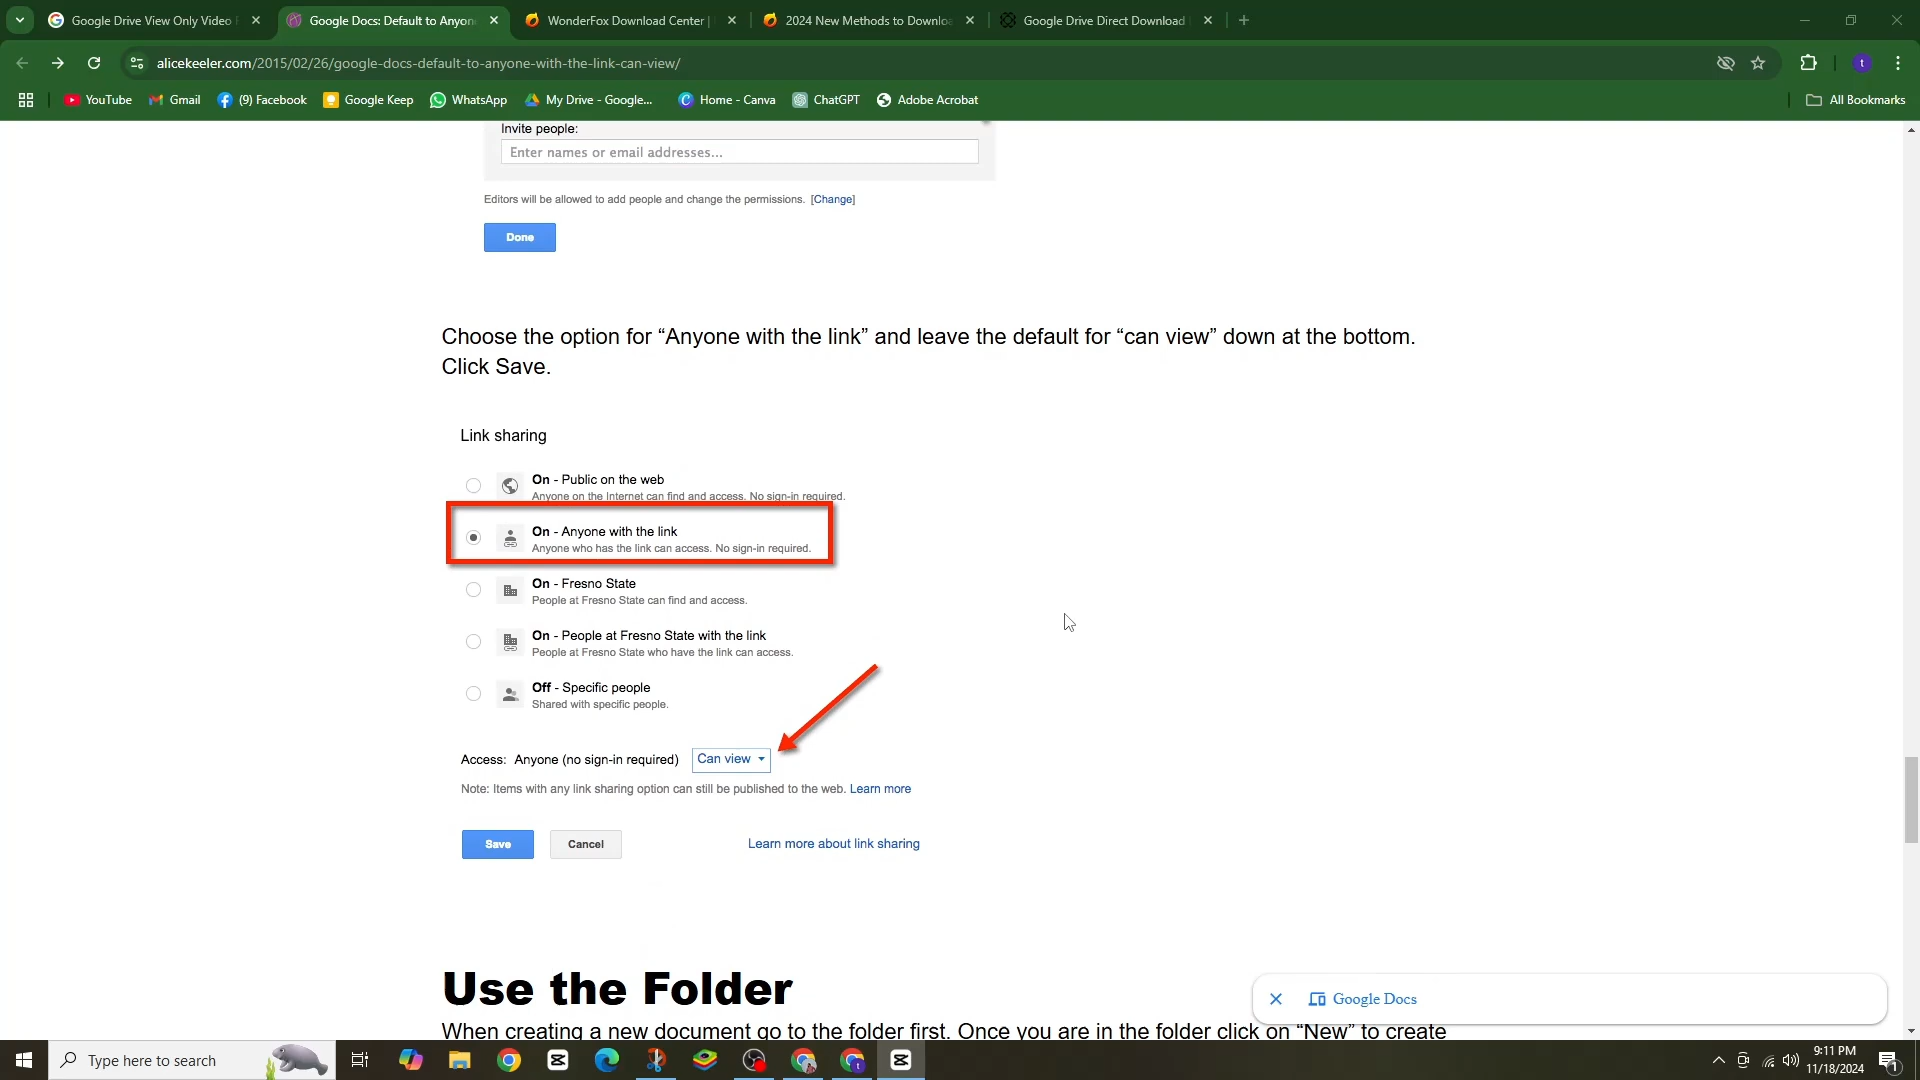 Google Drive View Only Video
Google Docs: Default to Anyon
WonderFox Download Center |
2024 New Methods to Downloa
Google Drive Direct Download
alicekeeler.com/2015/02/26/google-docs-default-to-anyone-with-the-link-can-view/
t
YouTube
Gmail
(9) Facebook
Google Keep
WhatsApp
My Drive - Google...
Home - Canva
ChatGPT
Adobe Acrobat
All Bookmarks
Invite people:
Enter names or email addresses...
Editors will be allowed to add people and change the permissions. [Change]
Done
Choose the option for “Anyone with the link” and leave the default for “can view” down at the bottom.
Click Save.
Link sharing
On - Public on the web
Anyone on the Internet can find and access. No sign-in required.
On - Anyone with the link
Anyone who has the link can access. No sign-in required.
On - Fresno State
People at Fresno State can find and access.
On - People at Fresno State with the link
People at Fresno State who have the link can access.
Off - Specific people
Shared with specific people.
Access: Anyone (no sign-in required) Can view
Note: Items with any link sharing option can still be published to the web. Learn more
Save
Cancel
Learn more about link sharing
Use the Folder
When creating a new document go to the folder first. Once you are in the folder click on “New” to create
Google Docs
Type here to search
9:11 PM
11/18/2024
1